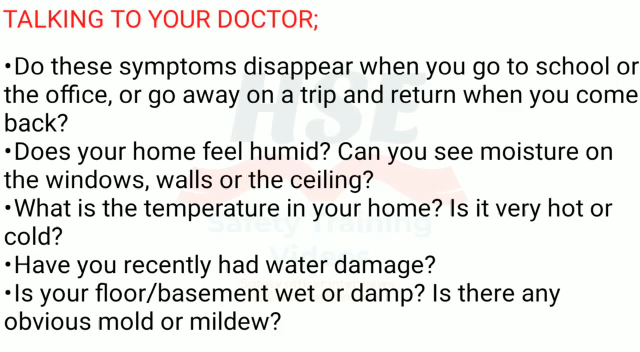 TALKING TO YOUR DOCTOR;
•Do these symptoms disappear when you go to school or
the office, or go away on a trip and return when you come
back?
•Does your home feel humid? Can you see moisture on
the windows, walls or the ceiling?
•What is the temperature in your home? Is it very hot or
cold?
•Have you recently had water damage?
•Is your floor/basement wet or damp? Is there any
obvious mold or mildew?
HSE
Safety Training
Videos